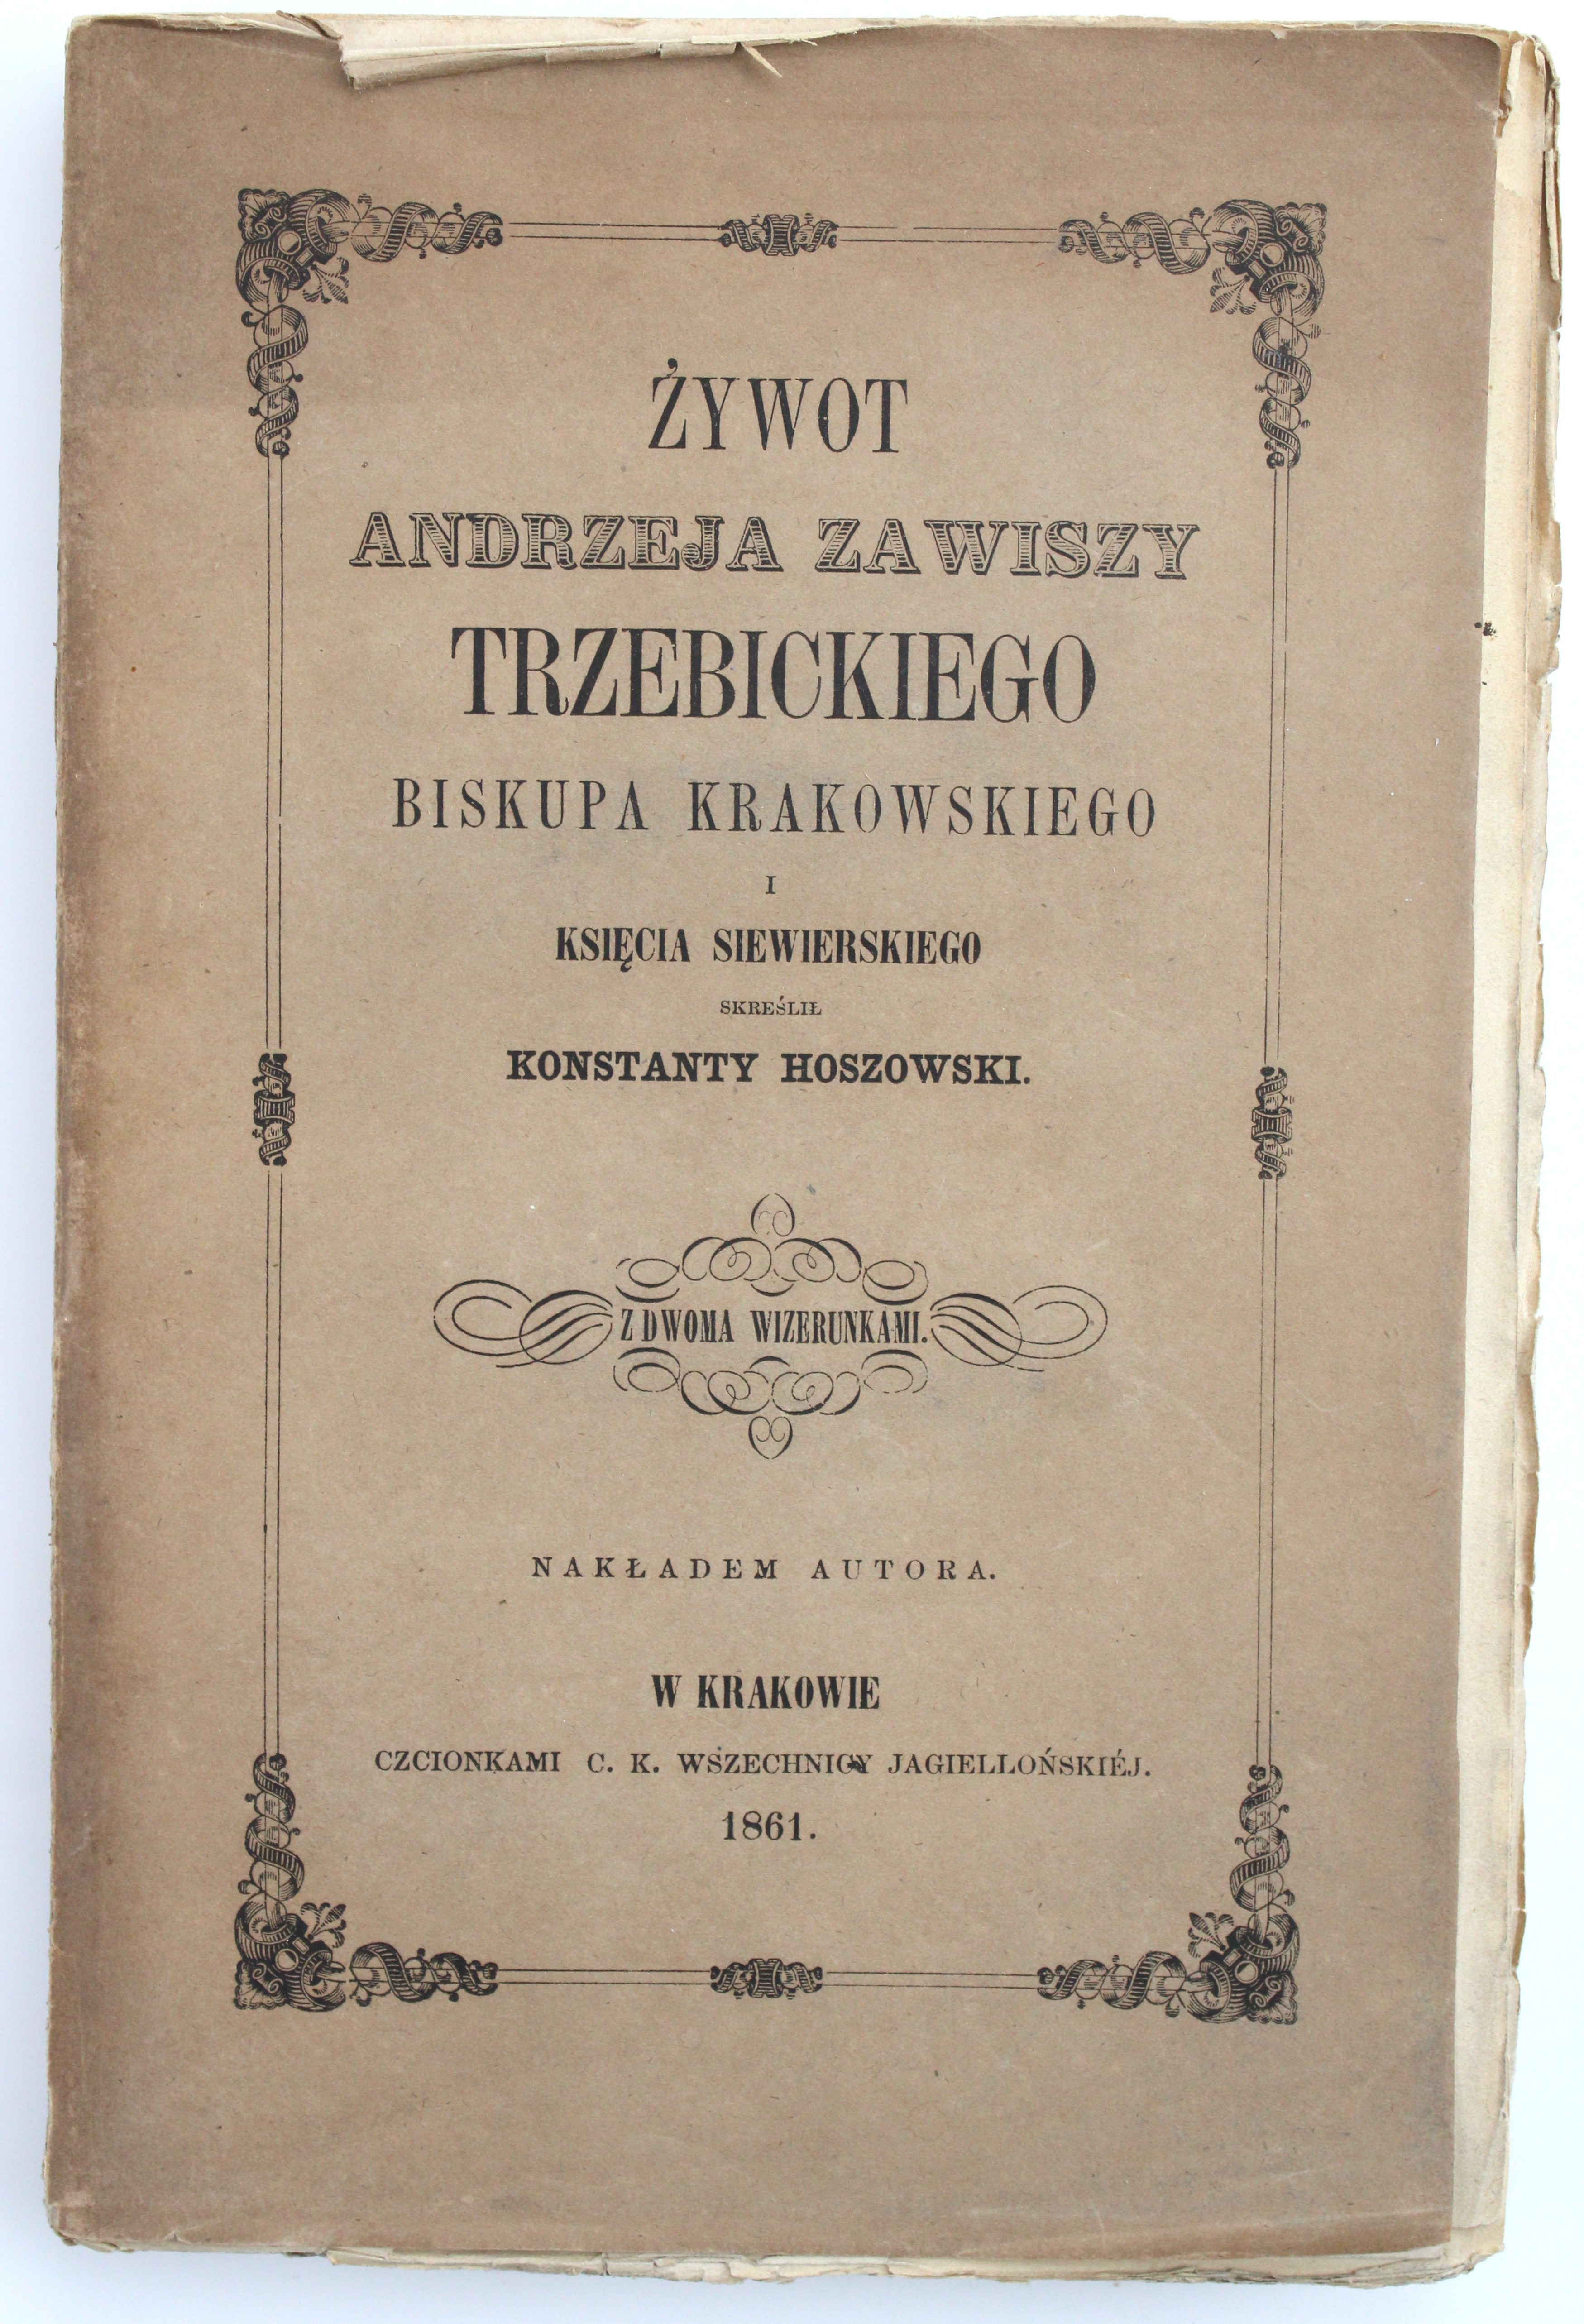 ŻYWOT
ANDRZEJA ZAWISZY
TRZEBICKIEGO
BISKUPA KRAKOWSKIEGO
I
KSIĘCIA SIEWIERSKIEGO
SKREŚLIŁ
KONSTANTY HOSZOWSKI.
Z DWOMA WIZERUNKAMI.
NAKŁADEM AUTORA.
W KRAKOWIE
CZCIONKAMI C. K. WSZECHNICY JAGIELLOŃSKIÉJ.
1861.